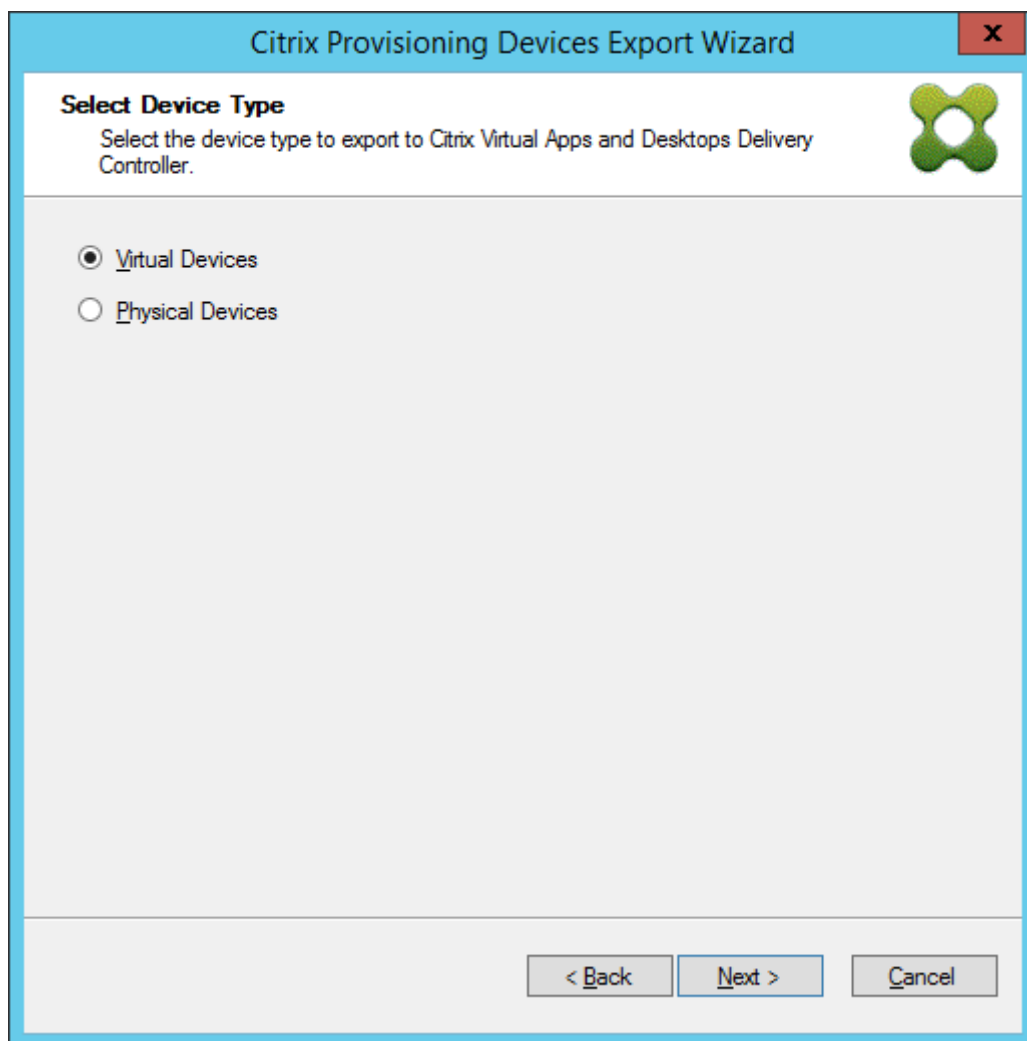 Citrix Provisioning Devices Export Wizard
x
Select Device Type
Select the device type to export to Citrix Virtual Apps and Desktops Delivery
Controller.
Virtual Devices
Physical Devices
< Back
Next >
Cancel